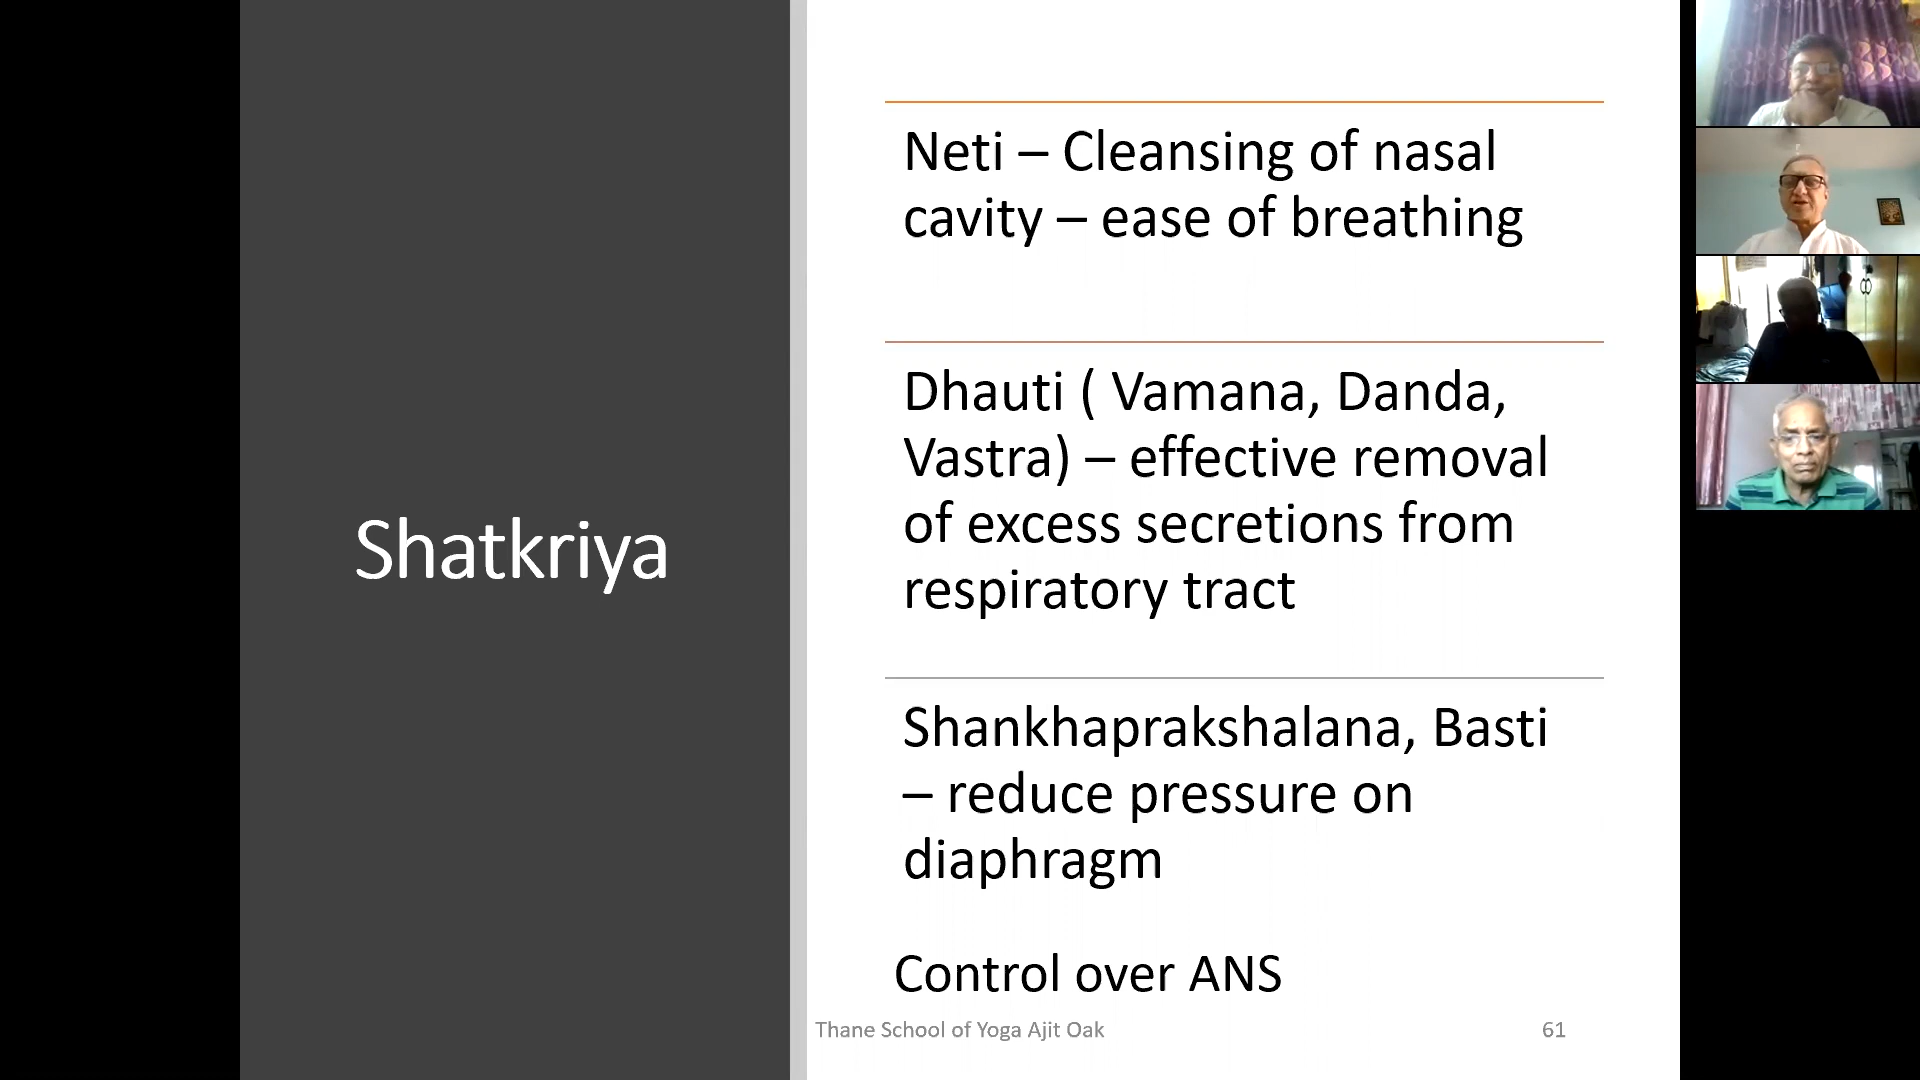 Shatkriya
Neti – Cleansing of nasal
cavity – ease of breathing
Dhauti ( Vamana, Danda,
Vastra) – effective removal
of excess secretions from
respiratory tract
Shankhaprakshalana, Basti
– reduce pressure on
diaphragm
Control over ANS
Thane School of Yoga Ajit Oak
61